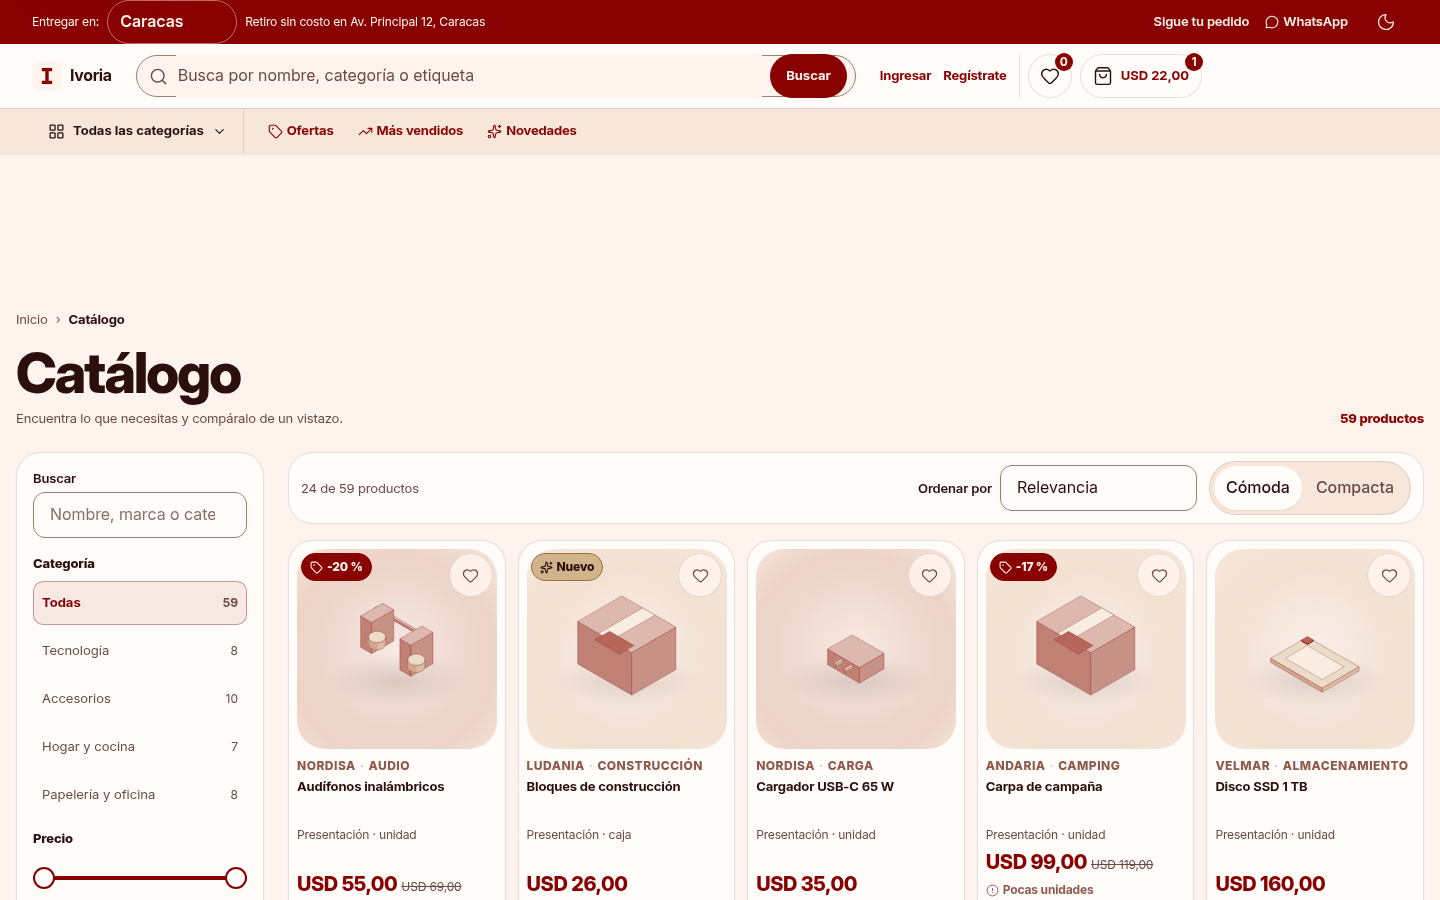 Entregar en: Caracas Retiro sin costo en Av. Principal 12, Caracas Sigue tu pedido WhatsApp
I Ivoria Busca por nombre, categoría o etiqueta Buscar Ingresar Regístrate 0 USD 22,00 1
Todas las categorías Ofertas Más vendidos Novedades
Inicio › Catálogo
Catálogo
Encuentra lo que necesitas y compáralo de un vistazo. 59 productos
Buscar
Nombre, marca o cate
Categoría
Todas 59
Tecnología 8
Accesorios 10
Hogar y cocina 7
Papelería y oficina 8
Precio
24 de 59 productos Ordenar por Relevancia Cómoda Compacta
-20 %
NORDISA · AUDIO
Audífonos inalámbricos
Presentación · unidad
USD 55,00 USD 69,00
Nuevo
LUDANIA · CONSTRUCCIÓN
Bloques de construcción
Presentación · caja
USD 26,00
NORDISA · CARGA
Cargador USB-C 65 W
Presentación · unidad
USD 35,00
-17 %
ANDARIA · CAMPING
Carpa de campaña
Presentación · unidad
USD 99,00 USD 119,00
Pocas unidades
VELMAR · ALMACENAMIENTO
Disco SSD 1 TB
Presentación · unidad
USD 160,00